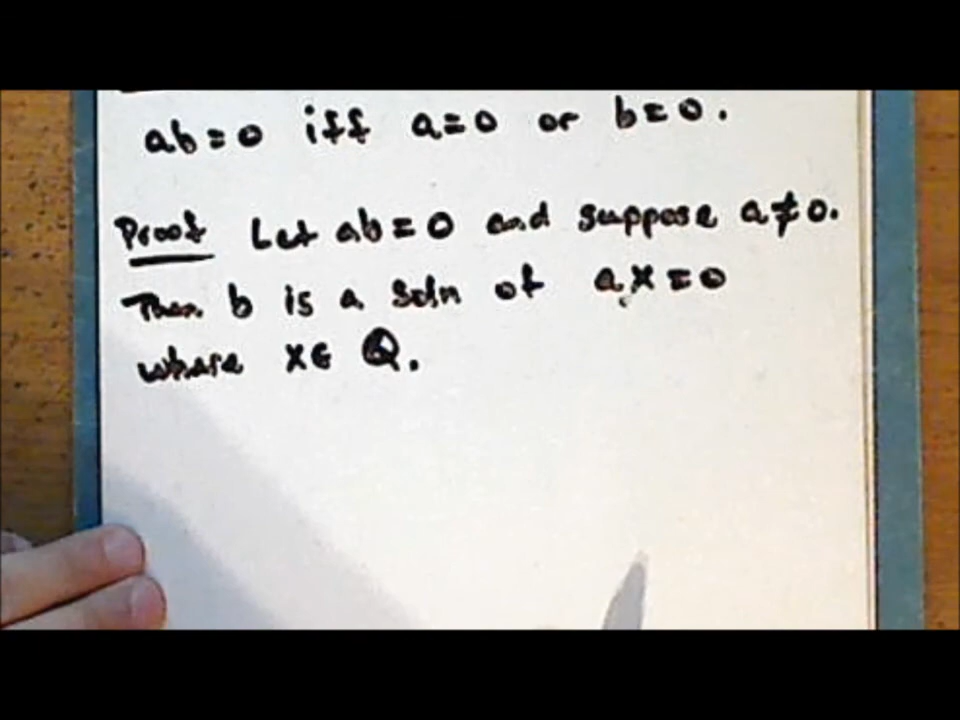 ab = 0 iff a = 0 or b = 0.
Proof Let ab = 0 and suppose a ≠ 0.
Then b is a soln of ax = 0
where x ∈ Q.